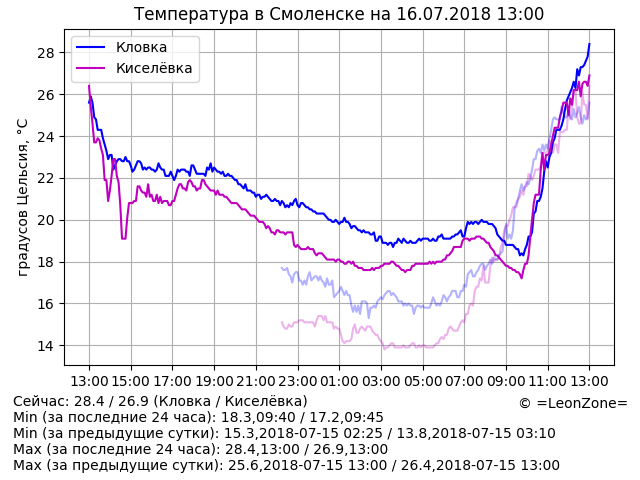 Температура в Смоленске на 16.07.2018 13:00
Кловка
Киселёвка
градусов Цельсия, °C
28
26
24
22
20
18
16
14
13:00 15:00 17:00 19:00 21:00 23:00 01:00 03:00 05:00 07:00 09:00 11:00 13:00
Сейчас: 28.4 / 26.9 (Кловка / Киселёвка)
© =LeonZone=
Min (за последние 24 часа): 18.3,09:40 / 17.2,09:45
Min (за предыдущие сутки): 15.3,2018-07-15 02:25 / 13.8,2018-07-15 03:10
Max (за последние 24 часа): 28.4,13:00 / 26.9,13:00
Max (за предыдущие сутки): 25.6,2018-07-15 13:00 / 26.4,2018-07-15 13:00